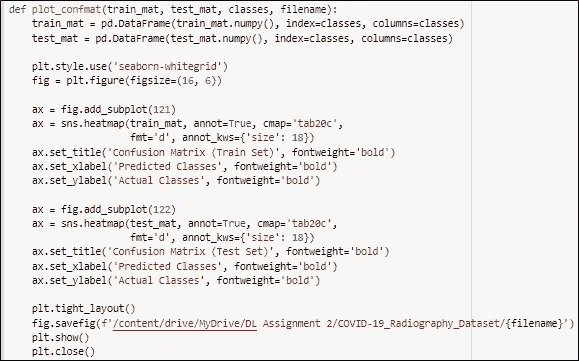 def plot_confmat(train_mat, test_mat, classes, filename):
    train_mat = pd.DataFrame(train_mat.numpy(), index=classes, columns=classes)
    test_mat = pd.DataFrame(test_mat.numpy(), index=classes, columns=classes)

    plt.style.use('seaborn-whitegrid')
    fig = plt.figure(figsize=(16, 6))

    ax = fig.add_subplot(121)
    ax = sns.heatmap(train_mat, annot=True, cmap='tab20c',
                     fmt='d', annot_kws={'size': 18})
    ax.set_title('Confusion Matrix (Train Set)', fontweight='bold')
    ax.set_xlabel('Predicted Classes', fontweight='bold')
    ax.set_ylabel('Actual Classes', fontweight='bold')

    ax = fig.add_subplot(122)
    ax = sns.heatmap(test_mat, annot=True, cmap='tab20c',
                     fmt='d', annot_kws={'size': 18})
    ax.set_title('Confusion Matrix (Test Set)', fontweight='bold')
    ax.set_xlabel('Predicted Classes', fontweight='bold')
    ax.set_ylabel('Actual Classes', fontweight='bold')

    plt.tight_layout()
    fig.savefig(f'/content/drive/MyDrive/DL Assignment 2/COVID-19_Radiography_Dataset/{filename}')
    plt.show()
    plt.close()